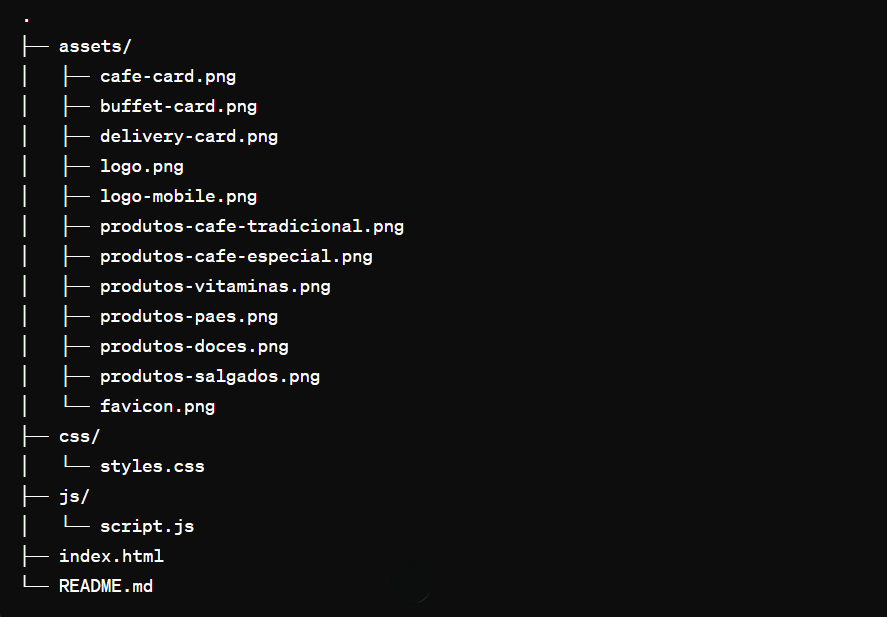 .
├── assets/
│   ├── cafe-card.png
│   ├── buffet-card.png
│   ├── delivery-card.png
│   ├── logo.png
│   ├── logo-mobile.png
│   ├── produtos-cafe-tradicional.png
│   ├── produtos-cafe-especial.png
│   ├── produtos-vitaminas.png
│   ├── produtos-paes.png
│   ├── produtos-doces.png
│   ├── produtos-salgados.png
│   └── favicon.png
├── css/
│   └── styles.css
├── js/
│   └── script.js
├── index.html
└── README.md